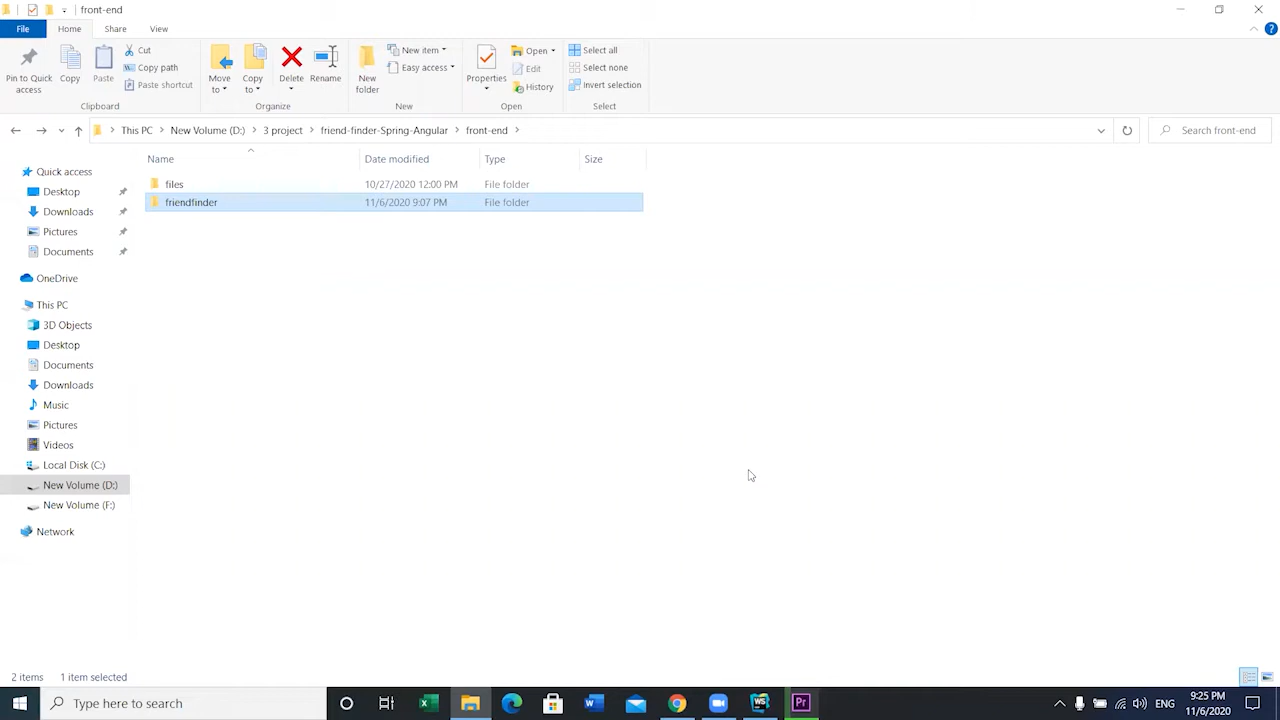 front-end
File Home Share View
Pin to Quick access
Copy
Paste
Cut
Copy path
Paste shortcut
Clipboard
Move to
Copy to
Delete
Rename
Organize
New folder
New item
Easy access
New
Properties
Open
Edit
History
Open
Select all
Select none
Invert selection
Select
This PC New Volume (D:) 3 project friend-finder-Spring-Angular front-end
Search front-end
Name Date modified Type Size
files 10/27/2020 12:00 PM File folder
friendfinder 11/6/2020 9:07 PM File folder
Quick access
Desktop
Downloads
Pictures
Documents
OneDrive
This PC
3D Objects
Desktop
Documents
Downloads
Music
Pictures
Videos
Local Disk (C:)
New Volume (D:)
New Volume (F:)
Network
2 items 1 item selected
Type here to search
WS
Pr
ENG
9:25 PM
11/6/2020